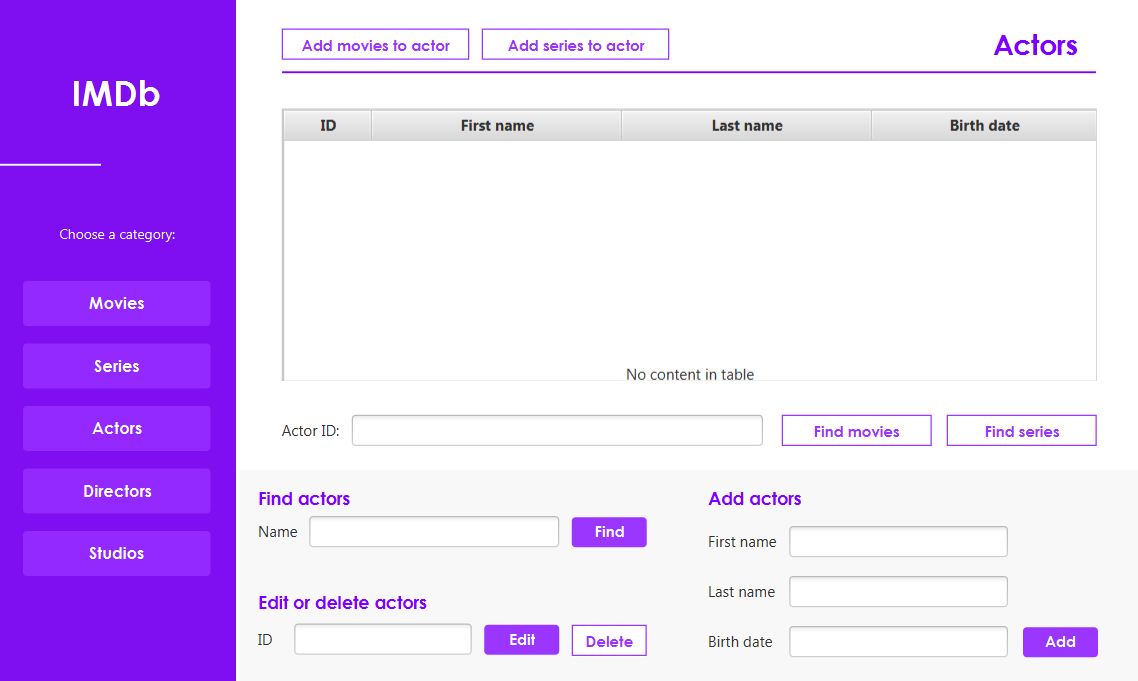 IMDb
Choose a category:
Movies
Series
Actors
Directors
Studios
Add movies to actor
Add series to actor
Actors
ID First name Last name Birth date
No content in table
Actor ID:
Find movies
Find series
Find actors
Name
Find
Edit or delete actors
ID
Edit
Delete
Add actors
First name
Last name
Birth date
Add